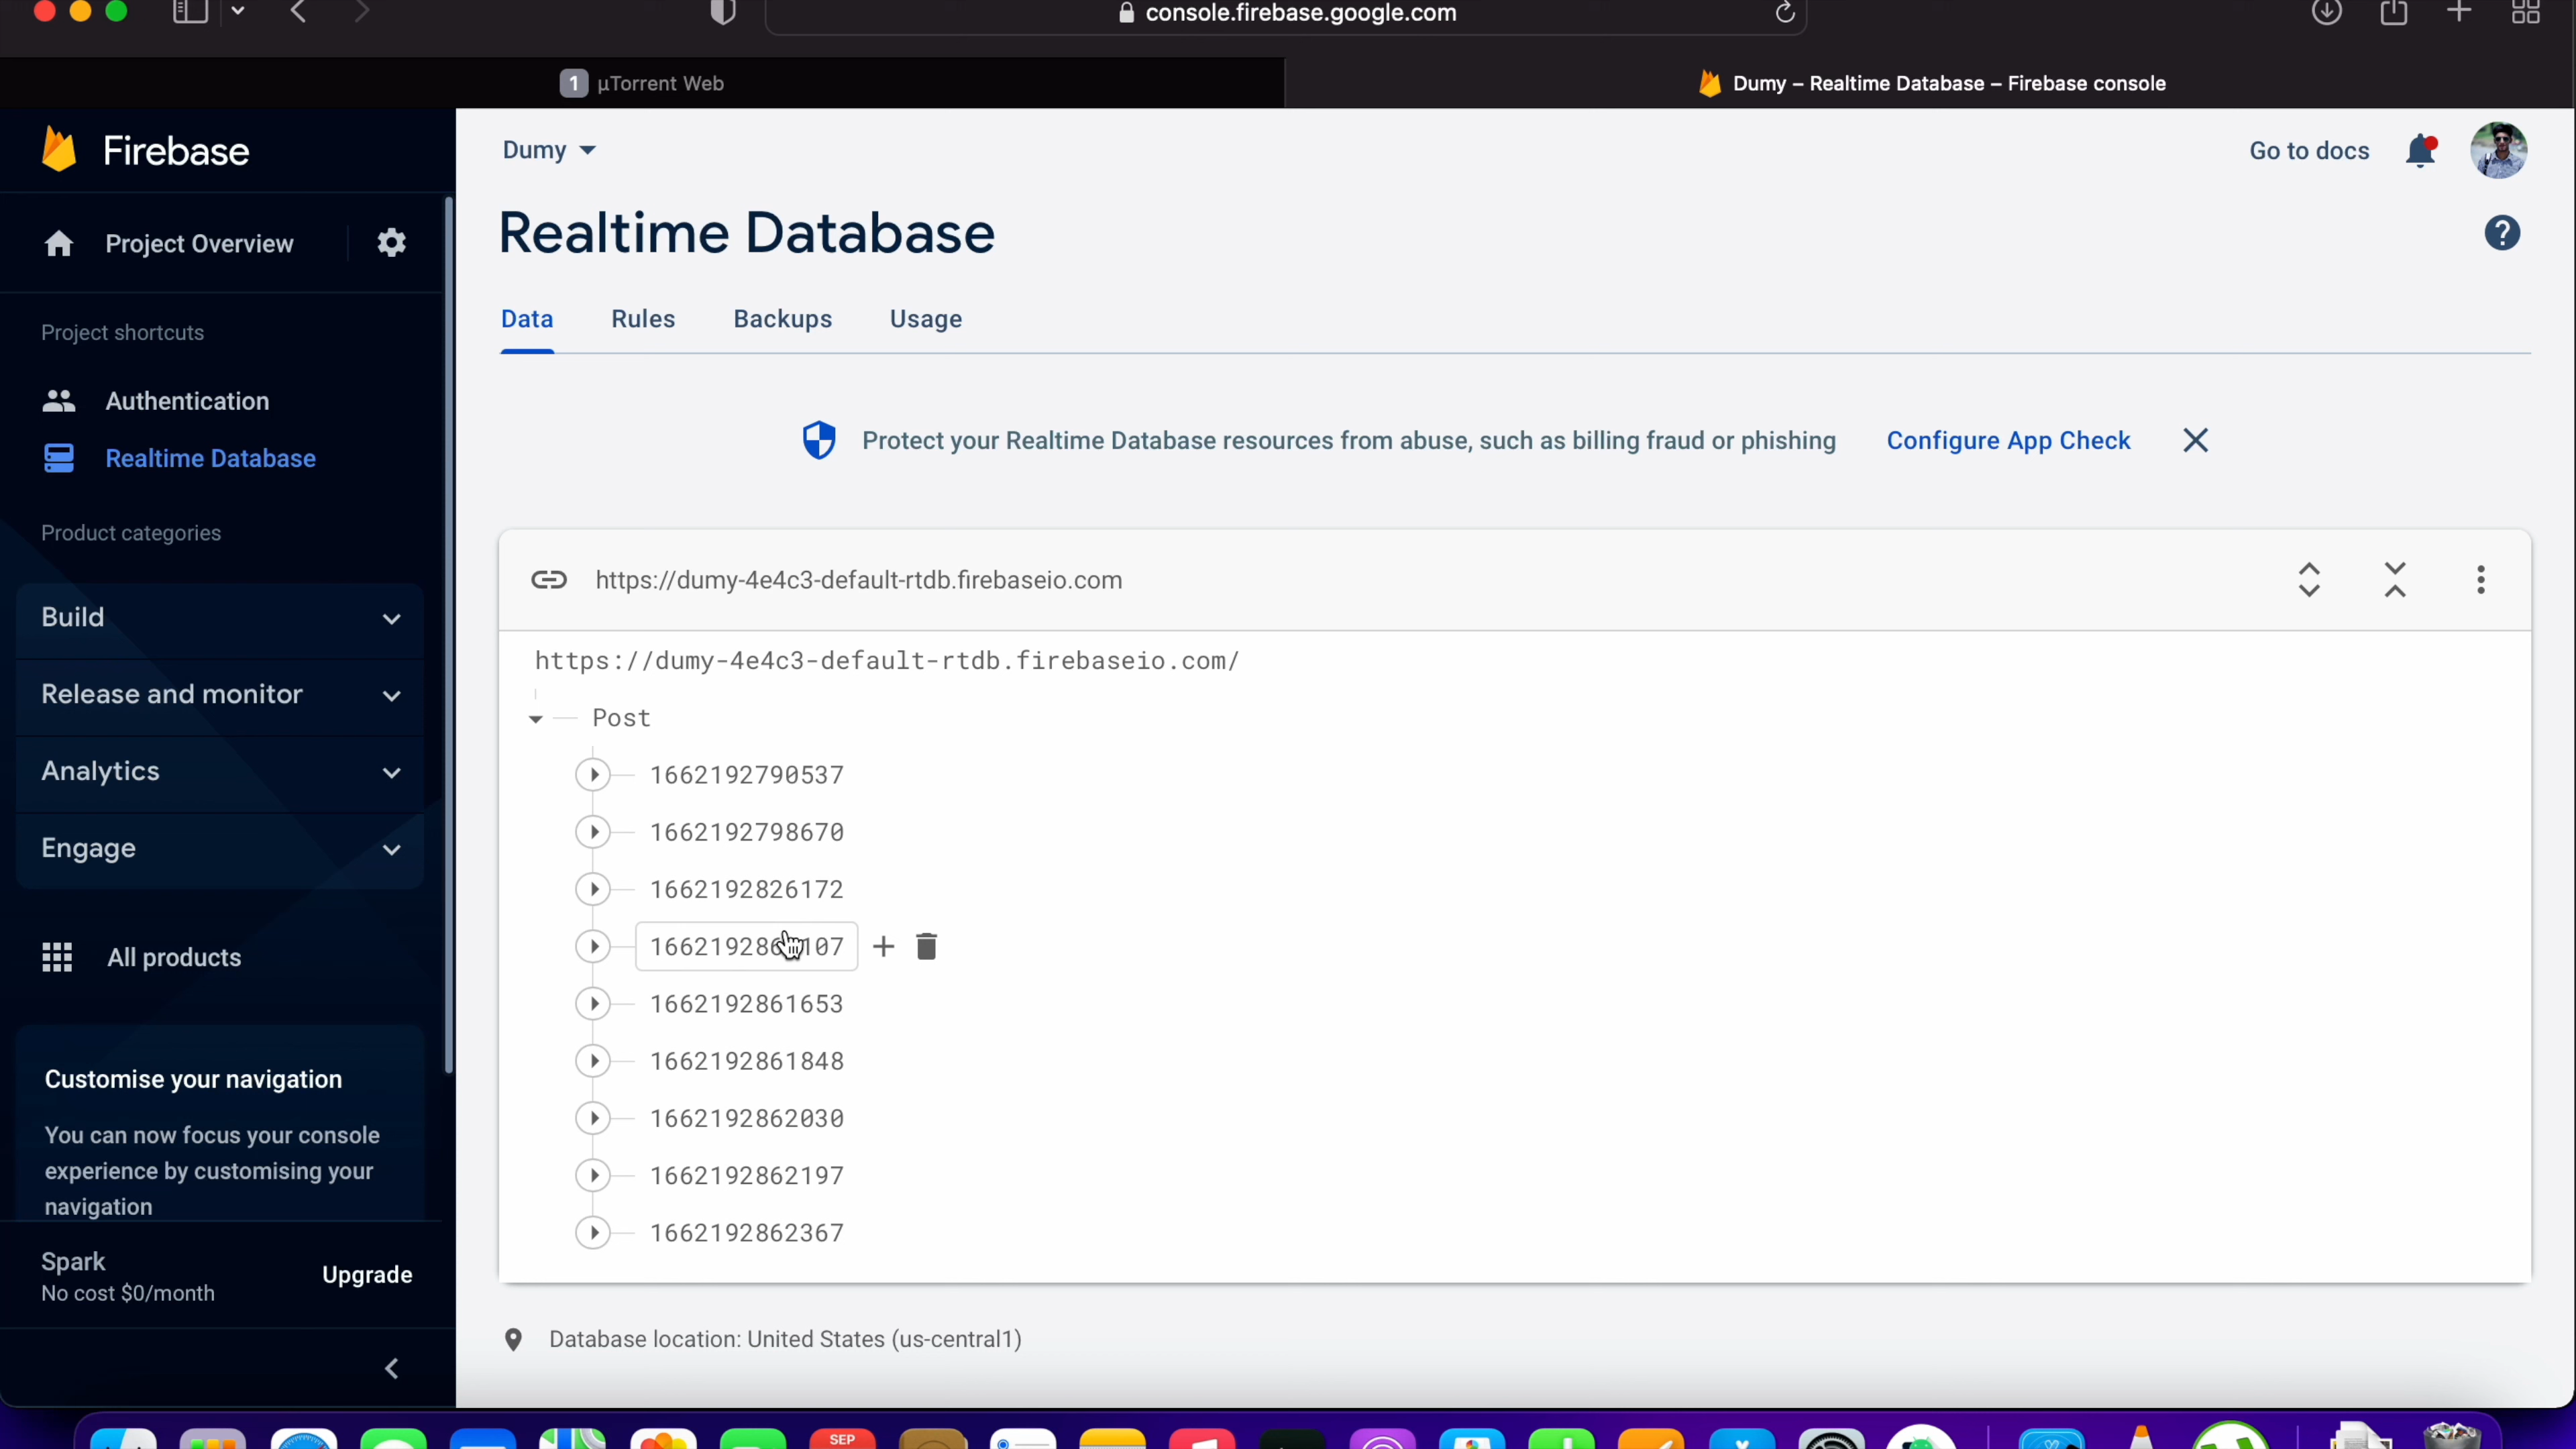 console.firebase.google.com
1 µTorrent Web
Dumy – Realtime Database – Firebase console
Firebase
Dumy
Go to docs
Project Overview
Realtime Database
Data Rules Backups Usage
Project shortcuts
Authentication
Realtime Database
Protect your Realtime Database resources from abuse, such as billing fraud or phishing Configure App Check
Product categories
Build
Release and monitor
Analytics
Engage
All products
https://dumy-4e4c3-default-rtdb.firebaseio.com
https://dumy-4e4c3-default-rtdb.firebaseio.com/
Post
1662192790537
1662192798670
1662192826172
1662192861653
1662192861848
1662192862030
1662192862197
1662192862367
Customise your navigation
You can now focus your console
experience by customising your
navigation
Spark
No cost $0/month
Upgrade
Database location: United States (us-central1)
SEP